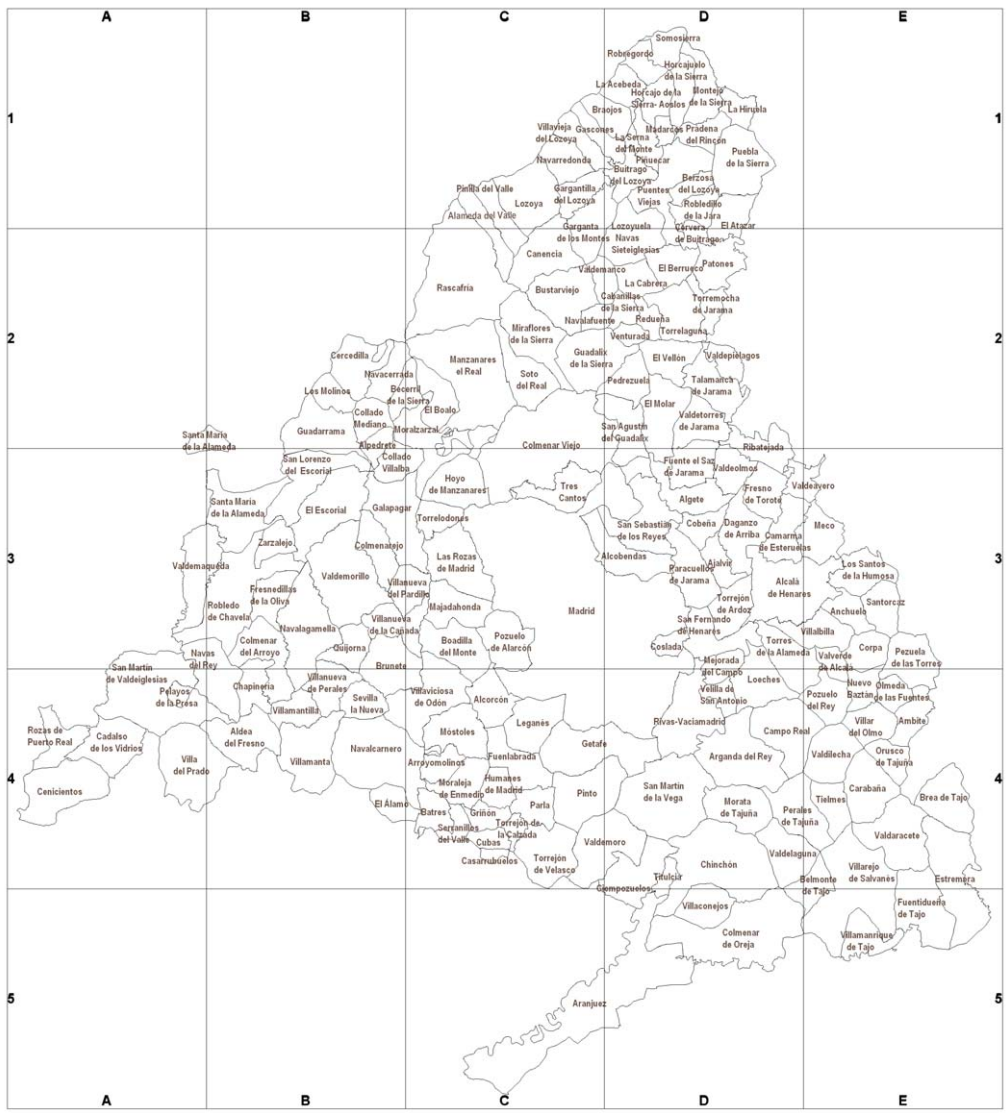 A B C D E
Somosierra
Robregordo
Horcajuelo
de la Sierra
La Acebeda
Horcajo de la
Sierra- Aoslos
Montejo
de la Sierra
La Hiruela
Braojos
1 1
Villavieja
del Lozoya
Gascones
La Serna
del Monte
Madarcos
Prádena
del Rincón
Puebla
de la Sierra
Navarredonda
Piñuecar
Buitrago
del Lozoya
Berzosa
del Lozoya
Pinilla del Valle
Gargantilla
del Lozoya
Puentes
Viejas
Lozoya
Robledillo
de la Jara
Alameda del Valle
Garganta
de los Montes
Lozoyuela
Navas
Sieteiglesias
Cervera
de Buitrago
El Atazar
Canencia
Valdemanco
El Berrueco
Patones
Rascafría
Bustarviejo
La Cabrera
Cabanillas
de la Sierra
Torremocha
de Jarama
Miraflores
de la Sierra
Navalafuente
Redueña
Torrelaguna
2 2
Venturada
Cercedilla
Manzanares
el Real
Guadalix
de la Sierra
El Vellón
Valdepiélagos
Navacerrada
Soto
del Real
Pedrezuela
Talamanca
de Jarama
Los Molinos
Becerril
de la Sierra
El Boalo
El Molar
Collado
Mediano
Valdetorres
de Jarama
Guadarrama
Moralzarzal
San Agustín
del Guadalix
Santa María
de la Alameda
Alpedrete
Colmenar Viejo
Ribatejada
San Lorenzo
del Escorial
Collado
Villalba
Fuente el Saz
de Jarama
Valdeolmos
Hoyo
de Manzanares
Tres
Cantos
Fresno
de Torote
Valdeavero
Santa María
de la Alameda
El Escorial
Galapagar
Algete
Torrelodones
San Sebastián
de los Reyes
Cobeña
Daganzo
de Arriba
Meco
Zarzalejo
Colmenarejo
Camarma
de Esteruelas
3 3
Valdemaqueda
Las Rozas
de Madrid
Alcobendas
Ajalvir
Los Santos
de la Humosa
Valdemorillo
Paracuellos
de Jarama
Fresnedillas
de la Oliva
Villanueva
del Pardillo
Alcalá
de Henares
Robledo
de Chavela
Majadahonda
Madrid
Torrejón
de Ardoz
Anchuelo
Santorcaz
Navalagamella
Villanueva
de la Cañada
San Fernando
de Henares
Villalbilla
Colmenar
del Arroyo
Quijorna
Boadilla
del Monte
Pozuelo
de Alarcón
Coslada
Torres
de la Alameda
Corpa
Navas
del Rey
Brunete
Mejorada
del Campo
Valverde
de Alcalá
Pezuela
de las Torres
San Martín
de Valdeiglesias
Chapinería
Villanueva
de Perales
Loeches
Pelayos
de la Presa
Villamantilla
Sevilla
la Nueva
Villaviciosa
de Odón
Alcorcón
Velilla de
San Antonio
Pozuelo
del Rey
Nuevo
Baztán
Olmeda
de las Fuentes
Rozas de
Puerto Real
Cadalso
de los Vidrios
Aldea
del Fresno
Móstoles
Leganés
Rivas-Vaciamadrid
Campo Real
Villar
del Olmo
Ambite
Getafe
Navalcarnero
Villa
del Prado
Villamanta
Arroyomolinos
Fuenlabrada
Arganda del Rey
Valdilecha
Orusco
de Tajuña
4 4
Cenicientos
Moraleja
de Enmedio
Humanes
de Madrid
Pinto
San Martín
de la Vega
Carabaña
Tielmes
Brea de Tajo
El Álamo
Batres
Griñón
Parla
Morata
de Tajuña
Perales
de Tajuña
Serranillos
del Valle
Torrejón de
la Calzada
Cubas
Valdemoro
Valdaracete
Casarrubuelos
Torrejón
de Velasco
Chinchón
Valdelaguna
Villarejo
de Salvanés
Titulcia
Belmonte
de Tajo
Estremera
Ciempozuelos
Villaconejos
Fuentidueña
de Tajo
Colmenar
de Oreja
Villamanrique
de Tajo
5 5
Aranjuez
A B C D E